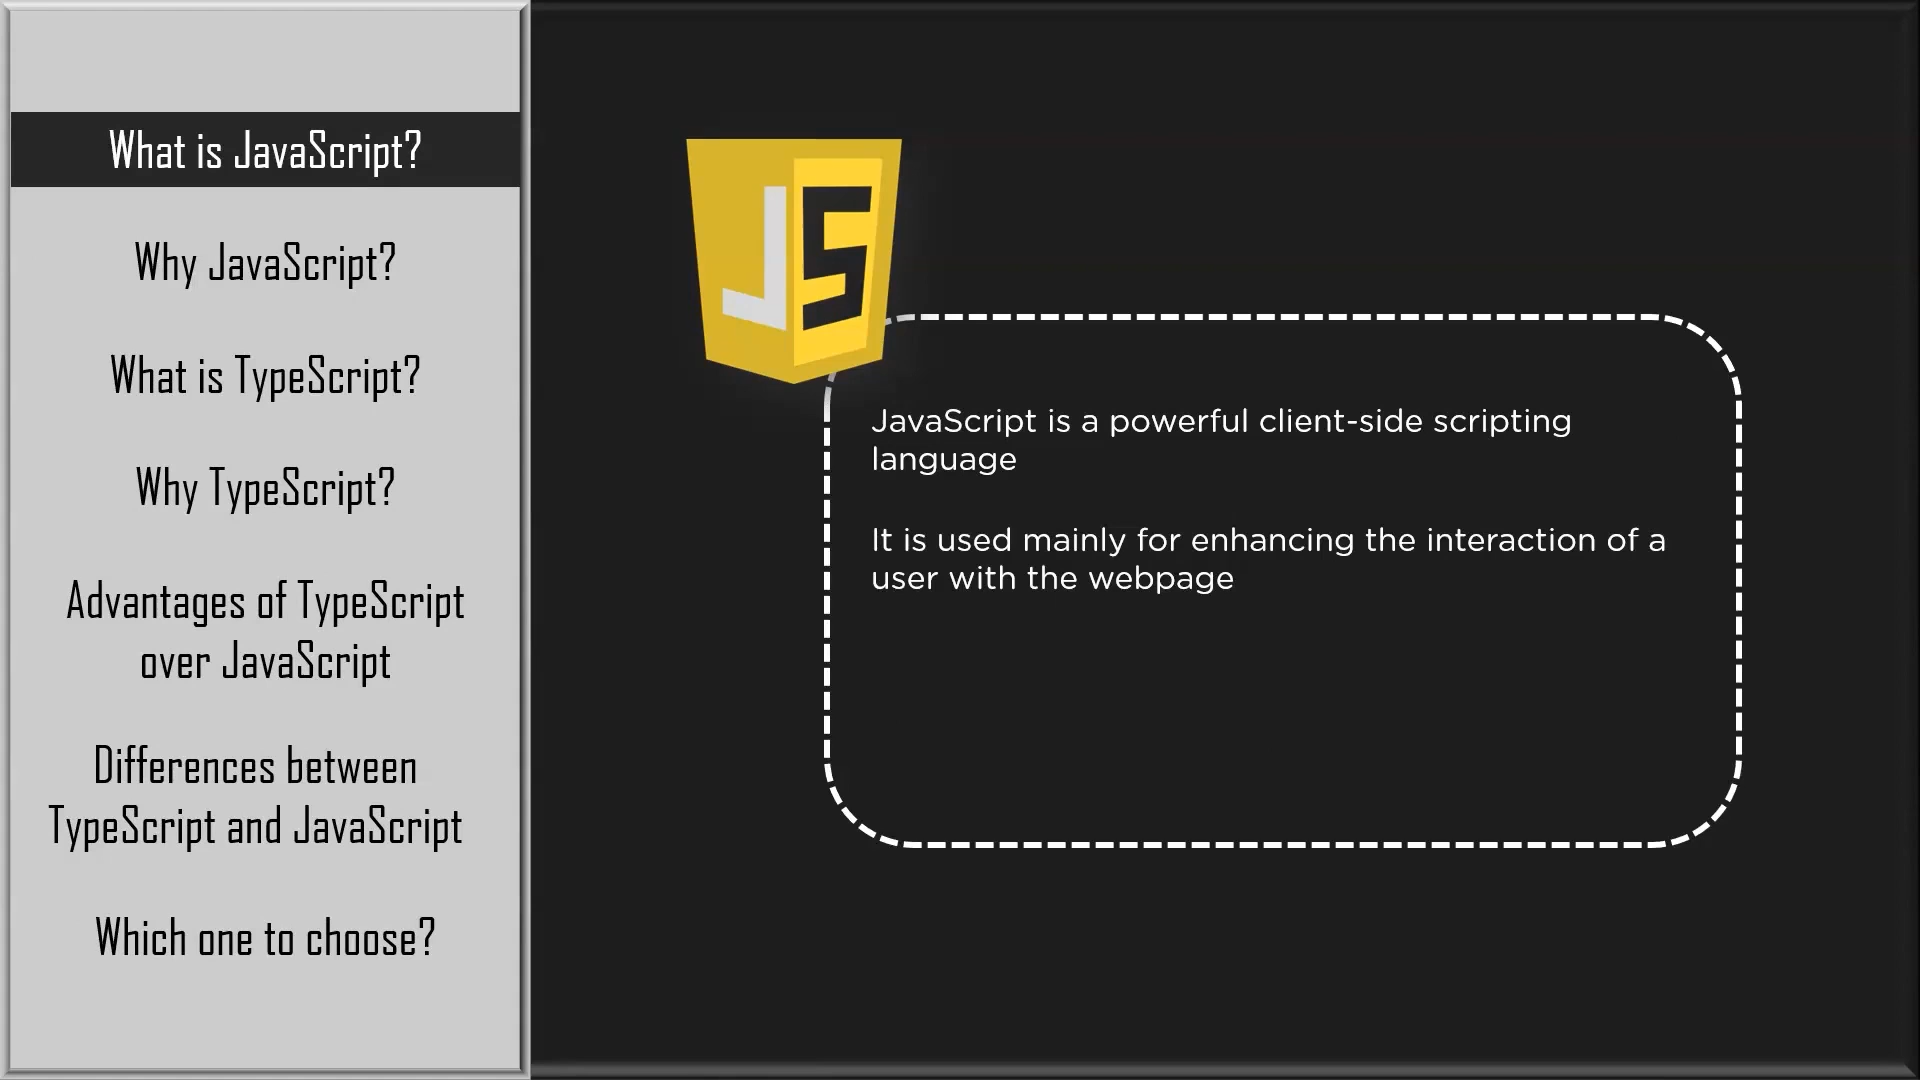 What is JavaScript?
Why JavaScript?
What is TypeScript?
Why TypeScript?
Advantages of TypeScript
over JavaScript
Differences between
TypeScript and JavaScript
Which one to choose?
JS
JavaScript is a powerful client-side scripting
language
It is used mainly for enhancing the interaction of a
user with the webpage